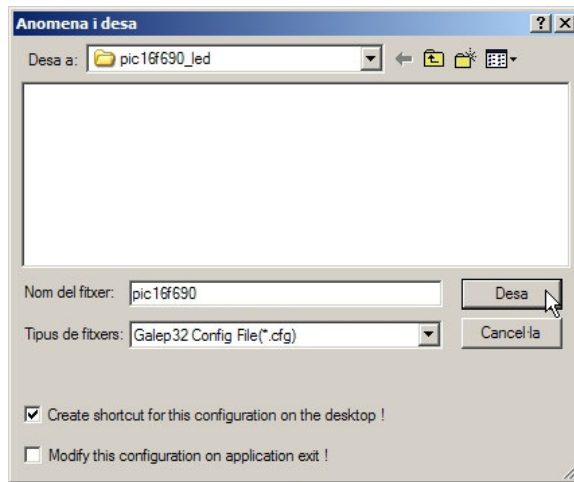 Anomena i desa
Desa a: pic16f690_led
Nom del fitxer: pic16f690 Desa
Tipus de fitxers: Galep32 Config File(*.cfg) Cancel·la
Create shortcut for this configuration on the desktop !
Modify this configuration on application exit !